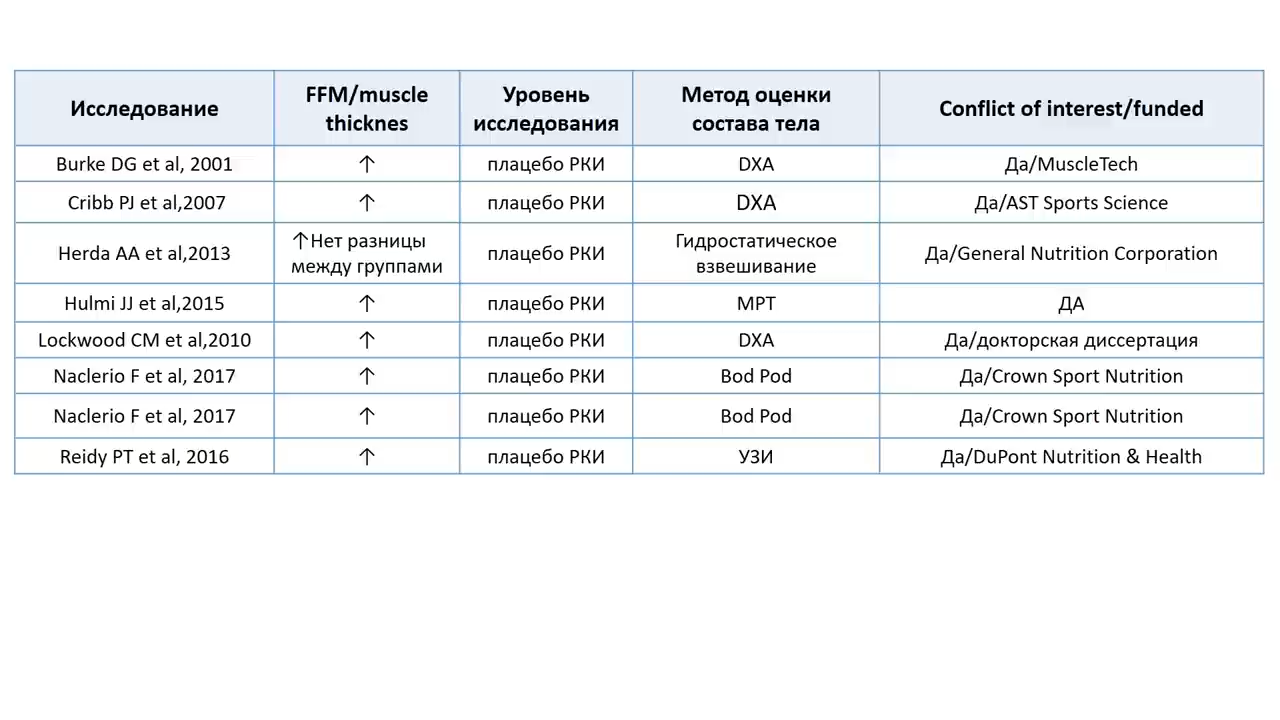 Исследование
FFM/muscle
thicknes
Уровень
исследования
Метод оценки
состава тела
Conflict of interest/funded
Burke DG et al, 2001
↑
плацебо РКИ
DXA
Да/MuscleTech
Cribb PJ et al,2007
↑
плацебо РКИ
DXA
Да/AST Sports Science
Herda AA et al,2013
↑Нет разницы
между группами
плацебо РКИ
Гидростатическое
взвешивание
Да/General Nutrition Corporation
Hulmi JJ et al,2015
↑
плацебо РКИ
МРТ
ДА
Lockwood CM et al,2010
↑
плацебо РКИ
DXA
Да/докторская диссертация
Naclerio F et al, 2017
↑
плацебо РКИ
Bod Pod
Да/Crown Sport Nutrition
Naclerio F et al, 2017
↑
плацебо РКИ
Bod Pod
Да/Crown Sport Nutrition
Reidy PT et al, 2016
↑
плацебо РКИ
УЗИ
Да/DuPont Nutrition & Health